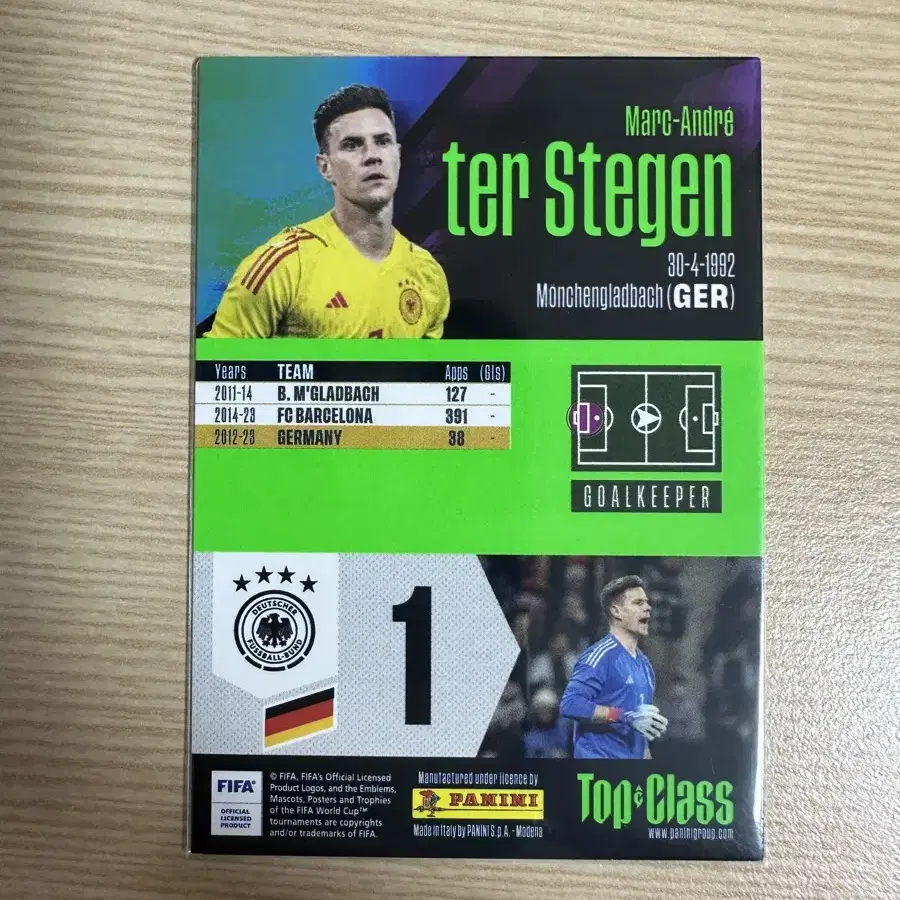 Marc-André
ter Stegen
30-4-1992
Mönchengladbach (GER)
Years TEAM Apps (Gls)
2011-14 B. M'GLADBACH 127 -
2014-23 FC BARCELONA 391 -
2012-23 GERMANY 38 -
GOALKEEPER
DEUTSCHER
FUSSBALL-BUND
1
FIFA®
OFFICIAL
LICENSED
PRODUCT
© FIFA, FIFA's Official Licensed
Product Logos, and the Emblems,
Mascots, Posters and Trophies
of the FIFA World Cup™
tournaments are copyrights
and/or trademarks of FIFA.
Manufactured under licence by
PANINI
Made in Italy by PANINI S.p.A. - Modena
Top Class
www.paninigroup.com